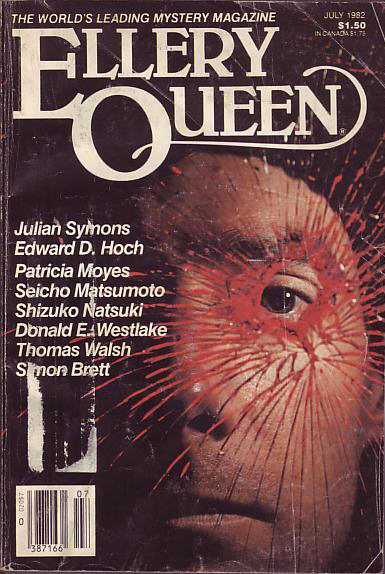 THE WORLD'S LEADING MYSTERY MAGAZINE
JULY 1982
$1.50
IN CANADA $1.75
ELLERY
QUEEN®
Julian Symons
Edward D. Hoch
Patricia Moyes
Seicho Matsumoto
Shizuko Natsuki
Donald E. Westlake
Thomas Walsh
Simon Brett
07
0
02097
387166